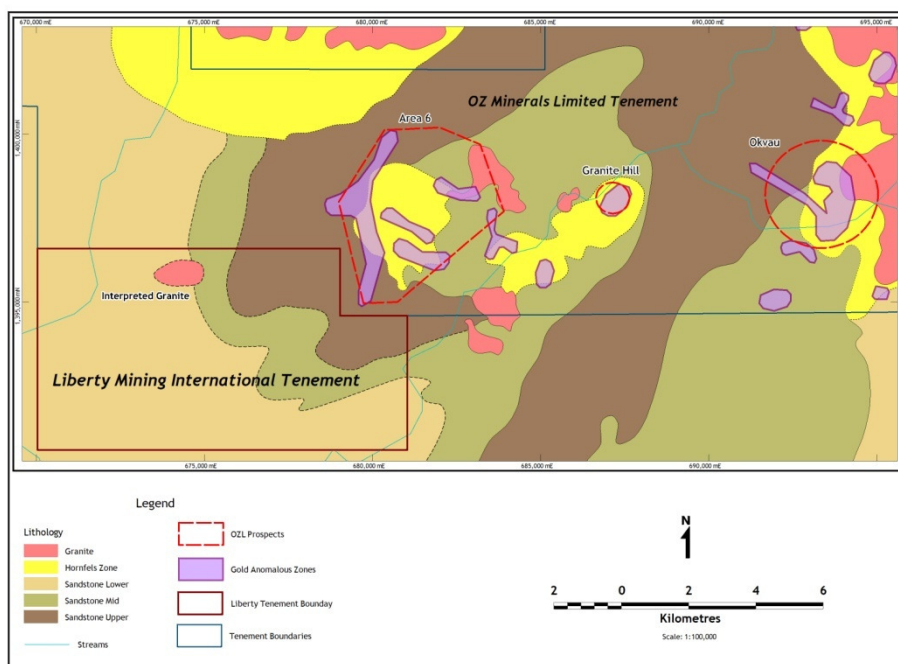 670,000 mE
675,000 mE
680,000 mE
685,000 mE
690,000 mE
695,000 mE
OZ Minerals Limited Tenement
Area 6
1,400,000 mN
Okvau
Granite Hill
Interpreted Granite
1,395,000 mN
Liberty Mining International Tenement
675,000 mE
680,000 mE
685,000 mE
690,000 mE
Legend
Lithology
Granite
Hornfels Zone
Sandstone Lower
Sandstone Mid
Sandstone Upper
Streams
OZL Prospects
Gold Anomalous Zones
Liberty Tenement Bounday
Tenement Boundaries
N
2 0 2 4 6
Kilometres
Scale: 1:100,000